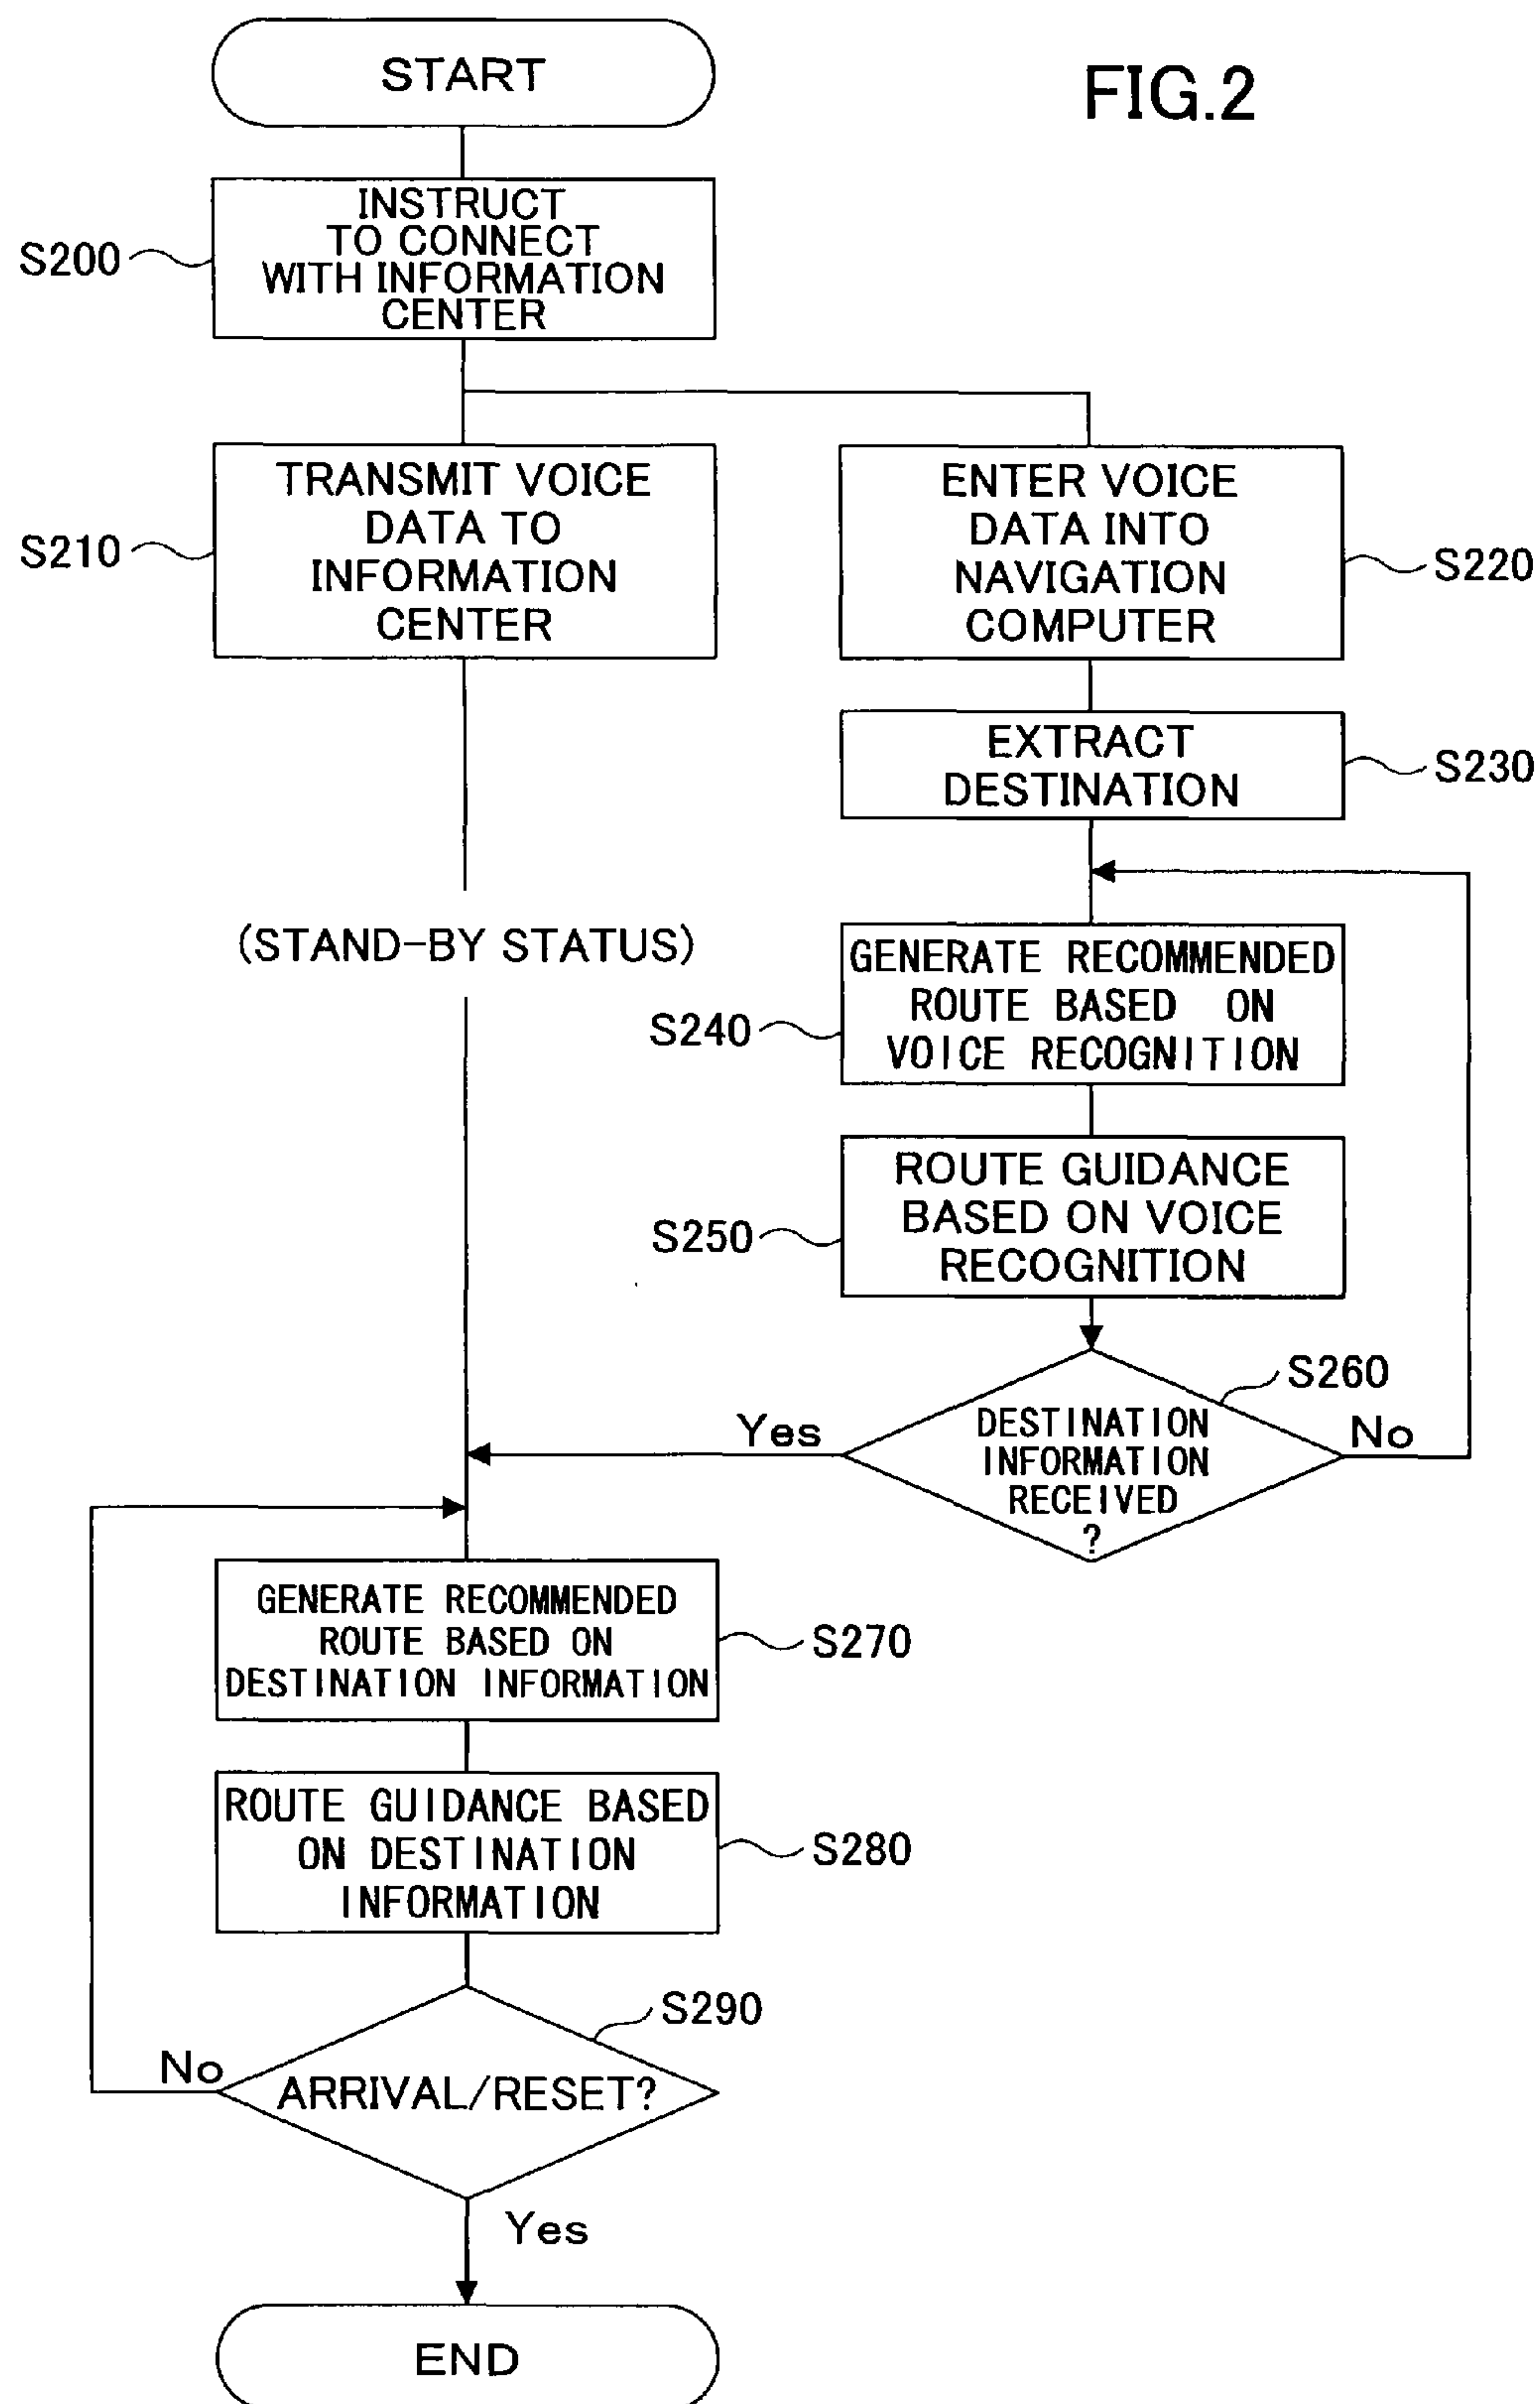 START
FIG.2
INSTRUCT
TO CONNECT
WITH INFORMATION
CENTER
S200
TRANSMIT VOICE
DATA TO
INFORMATION
CENTER
S210
ENTER VOICE
DATA INTO
NAVIGATION
COMPUTER
S220
EXTRACT
DESTINATION
S230
(STAND-BY STATUS)
GENERATE RECOMMENDED
ROUTE BASED ON
VOICE RECOGNITION
S240
ROUTE GUIDANCE
BASED ON VOICE
RECOGNITION
S250
S260
DESTINATION
INFORMATION
RECEIVED
?
Yes
No
GENERATE RECOMMENDED
ROUTE BASED ON
DESTINATION INFORMATION
S270
ROUTE GUIDANCE BASED
ON DESTINATION
INFORMATION
S280
S290
No
ARRIVAL/RESET?
Yes
END